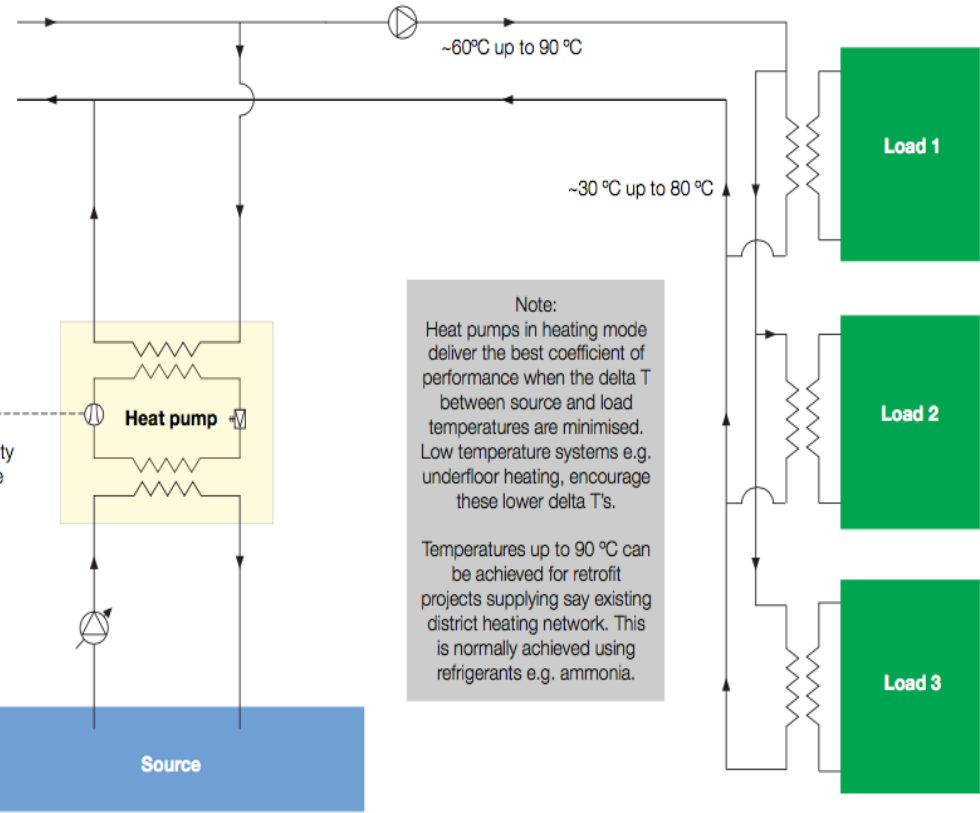 ~60ºC up to 90 ºC
Load 1
~30 ºC up to 80 ºC
Note:
Heat pumps in heating mode
deliver the best coefficient of
performance when the delta T
between source and load
temperatures are minimised.
Low temperature systems e.g.
underfloor heating, encourage
these lower delta T's.
Temperatures up to 90 ºC can
be achieved for retrofit
projects supplying say existing
district heating network. This
is normally achieved using
refrigerants e.g. ammonia.
Heat pump
Load 2
Load 3
Source